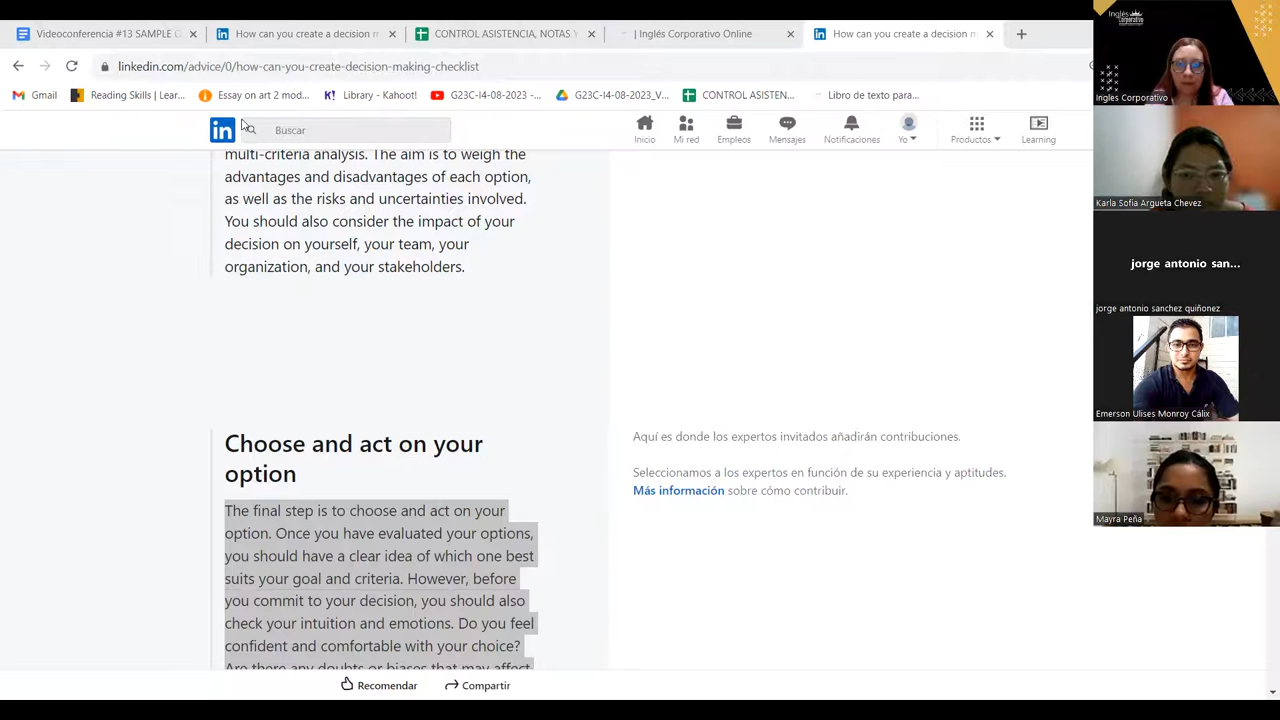 Videoconferencia #13 SAMPLE G
How can you create a decision m
CONTROL ASISTENCIA, NOTAS Y
| Inglés Corporativo Online
How can you create a decision m
linkedin.com/advice/0/how-can-you-create-decision-making-checklist
Gmail
Reading Skills | Lear...
Essay on art 2 mod...
Library - Kahoot
G23C-I4-08-2023 -...
G23C-I4-08-2023_V...
CONTROL ASISTEN...
Libro de texto para...
Buscar
Inicio
Mi red
Empleos
Mensajes
Notificaciones
Yo
Productos
Learning
multi-criteria analysis. The aim is to weigh the
advantages and disadvantages of each option,
as well as the risks and uncertainties involved.
You should also consider the impact of your
decision on yourself, your team, your
organization, and your stakeholders.
Choose and act on your
option
The final step is to choose and act on your
option. Once you have evaluated your options,
you should have a clear idea of which one best
suits your goal and criteria. However, before
you commit to your decision, you should also
check your intuition and emotions. Do you feel
confident and comfortable with your choice?
Are there any doubts or biases that may affect
Aquí es donde los expertos invitados añadirán contribuciones.
Seleccionamos a los expertos en función de su experiencia y aptitudes.
Más información sobre cómo contribuir.
Recomendar
Compartir
Inglés
Corporativo
Ingles Corporativo
Karla Sofia Argueta Chevez
jorge antonio san...
jorge antonio sanchez quiñonez
Emerson Ulises Monroy Cálix
Mayra Peña